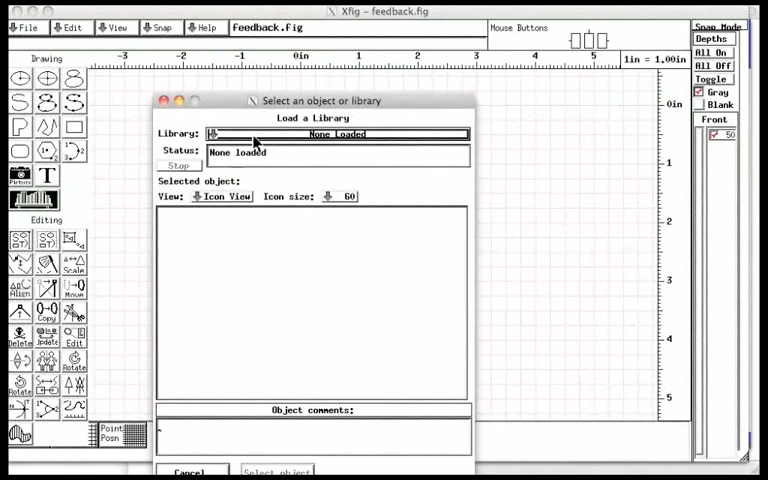 Xfig - feedback.fig
File Edit View Snap Help feedback.fig
Mouse Buttons
Snap Mode
Drawing
-3 -2 -1 0in 1 2 3 4 5 1in = 1.00in
Depths
All On
All Off
Toggle
Gray
Blank
Front
50
0in
1
2
3
4
5
Select an object or library
Load a Library
Library: None Loaded
Status: None loaded
Stop
Selected object:
View: Icon View Icon size: 60
Object comments:
Cancel Select object
Picture T
Editing
Scale
Align Move
Copy
Delete Update Edit
Rotate
Rotate
Point
Posn